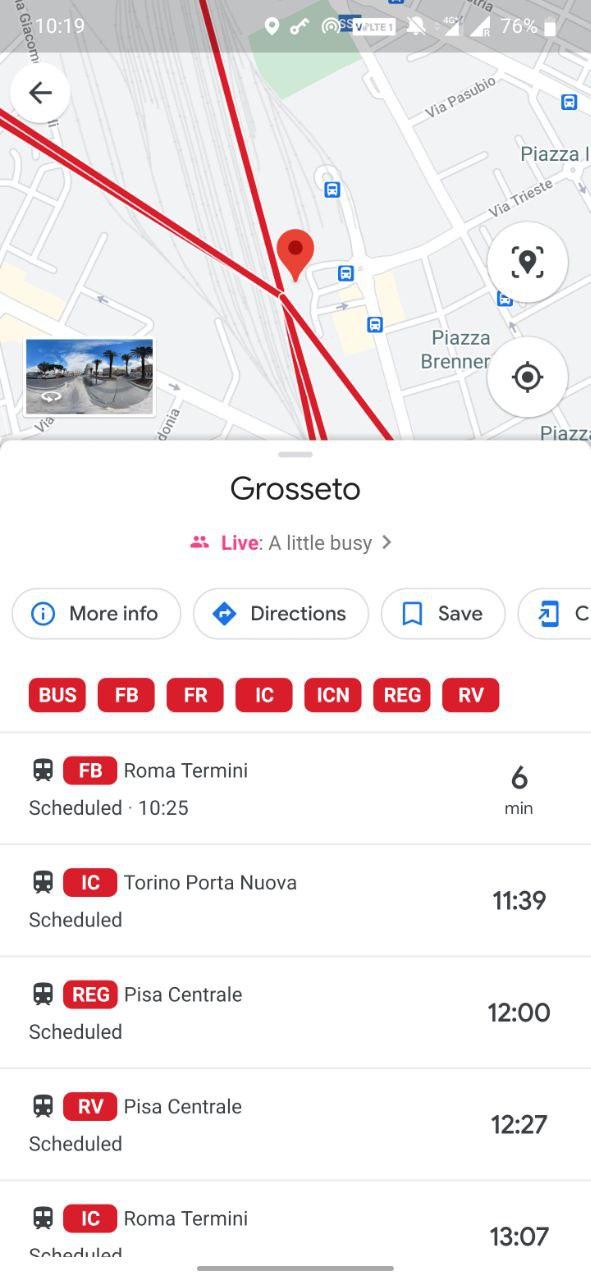 10:19
VoLTE 1
4G
R
76%
Via Pasubio
Piazza
Via Trieste
Piazza
Brenner
Piazza
Via
Grosseto
Live: A little busy
More info
Directions
Save
C
BUS FB FR IC ICN REG RV
FB Roma Termini
6
Scheduled · 10:25
min
IC Torino Porta Nuova
11:39
Scheduled
REG Pisa Centrale
12:00
Scheduled
RV Pisa Centrale
12:27
Scheduled
IC Roma Termini
13:07
Scheduled